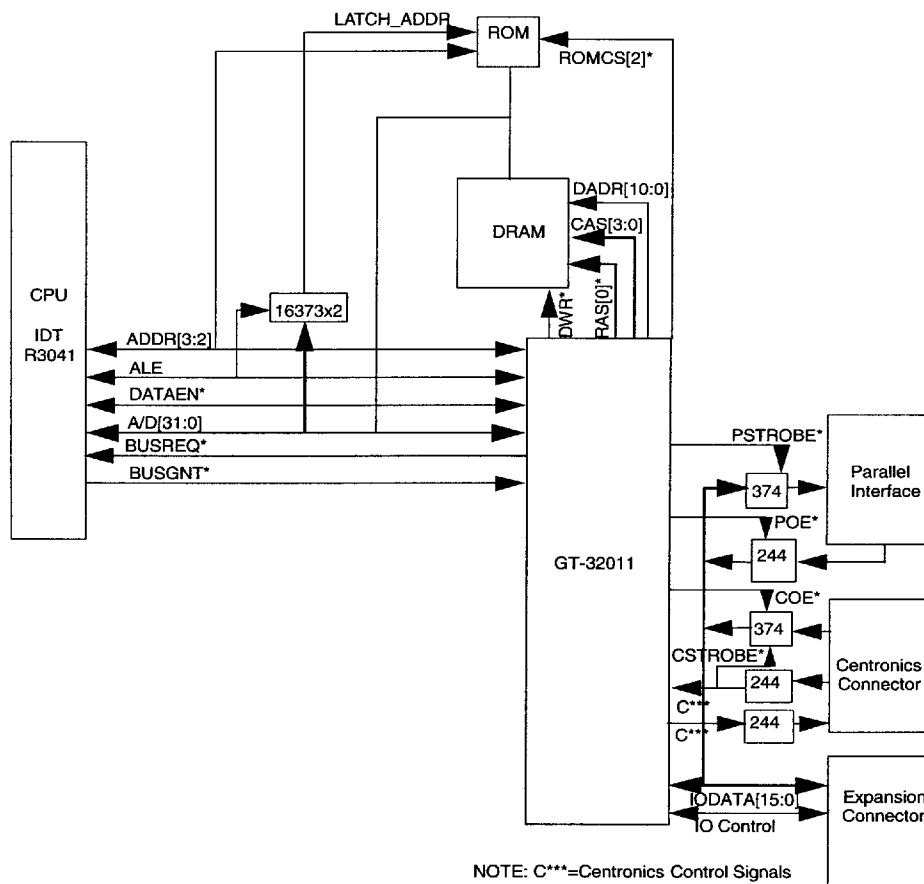 LATCH_ADDR
ROM
ROMCS[2]*
DADR[10:0]
DRAM
CAS[3:0]
CPU
IDT
R3041
16373x2
DWR*
RAS[0]*
ADDR[3:2]
ALE
DATAEN*
A/D[31:0]
BUSREQ*
BUSGNT*
GT-32011
PSTROBE*
374
Parallel
Interface
POE*
244
COE*
374
CSTROBE*
244
Centronics
Connector
C***
244
C***
IODATA[15:0]
IO Control
Expansion
Connector
NOTE: C***=Centronics Control Signals